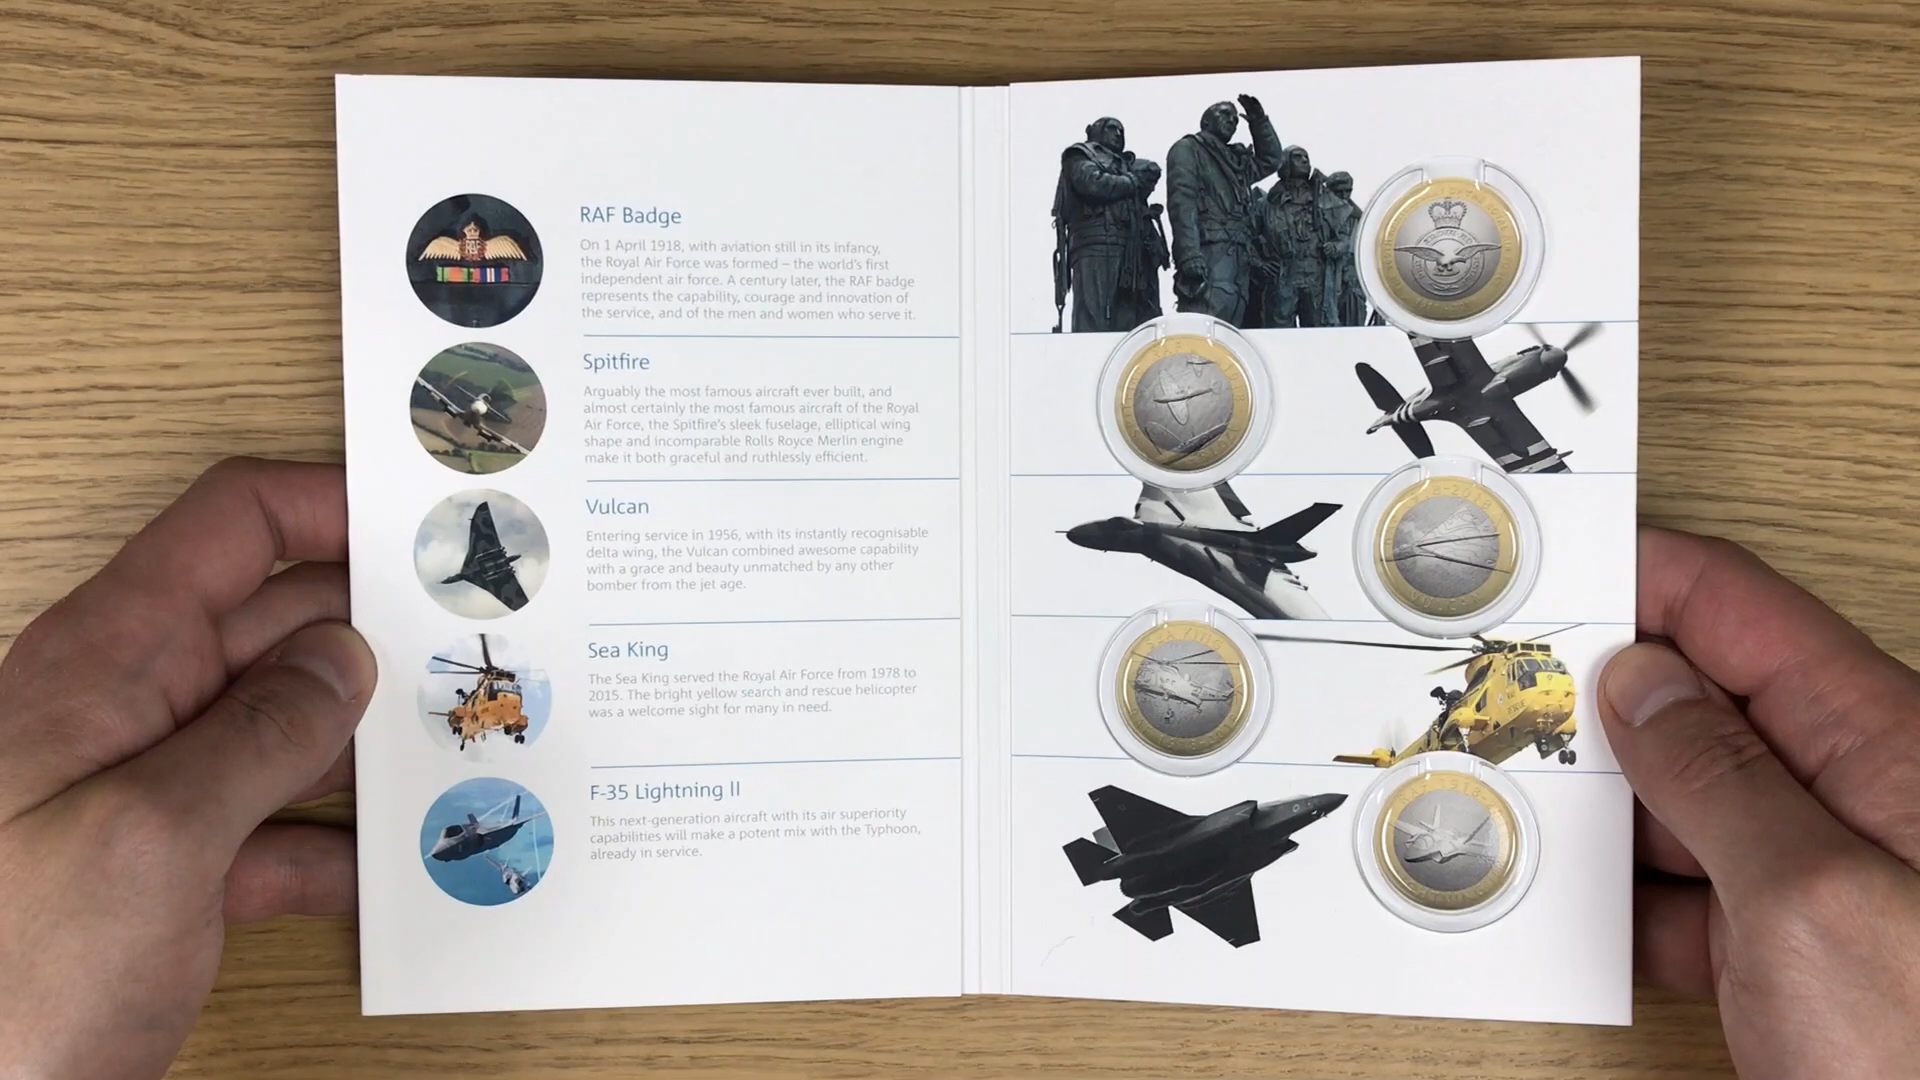 RAF Badge
On 1 April 1918, with aviation still in its infancy,
the Royal Air Force was formed – the world's first
independent air force. A century later, the RAF badge
represents the capability, courage and innovation of
the service, and of the men and women who serve it.
Spitfire
Arguably the most famous aircraft ever built, and
almost certainly the most famous aircraft of the Royal
Air Force, the Spitfire's sleek fuselage, elliptical wing
shape and incomparable Rolls Royce Merlin engine
make it both graceful and ruthlessly efficient.
Vulcan
Entering service in 1956, with its instantly recognisable
delta wing, the Vulcan combined awesome capability
with a grace and beauty unmatched by any other
bomber from the jet age.
Sea King
The Sea King served the Royal Air Force from 1978 to
2015. The bright yellow search and rescue helicopter
was a welcome sight for many in need.
F-35 Lightning II
This next-generation aircraft with its air superiority
capabilities will make a potent mix with the Typhoon,
already in service.
VULCAN
SEA KING
RAF 1918-